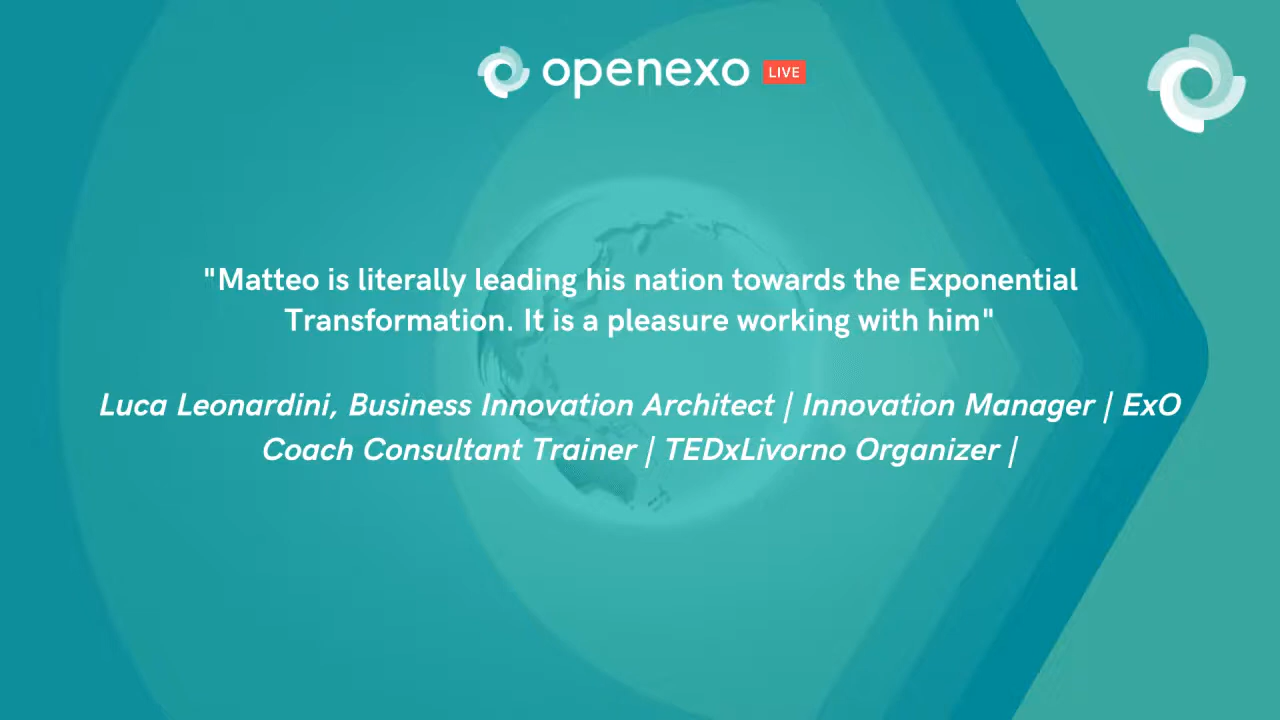 openexo LIVE
"Matteo is literally leading his nation towards the Exponential
Transformation. It is a pleasure working with him"
Luca Leonardini, Business Innovation Architect | Innovation Manager | ExO
Coach Consultant Trainer | TEDxLivorno Organizer |